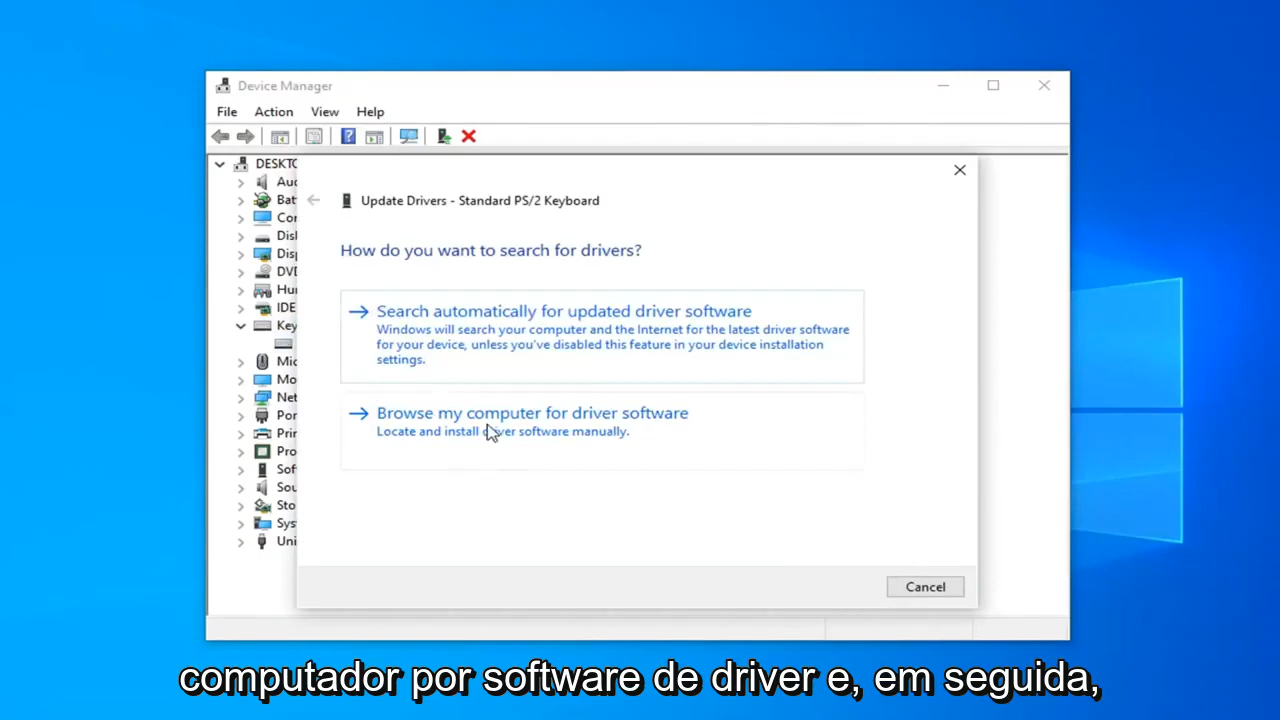 Device Manager
File Action View Help
DESKTO
Aud
Bat
Cor
Disl
Disp
DVD
Hur
IDE
Key
Mic
Mo
Net
Por
Prin
Pro
Sof
Sou
Sto
Sys
Uni
Update Drivers - Standard PS/2 Keyboard
How do you want to search for drivers?
Search automatically for updated driver software
Windows will search your computer and the Internet for the latest driver software
for your device, unless you've disabled this feature in your device installation
settings.
Browse my computer for driver software
Locate and install driver software manually.
Cancel
computador por software de driver e, em seguida,